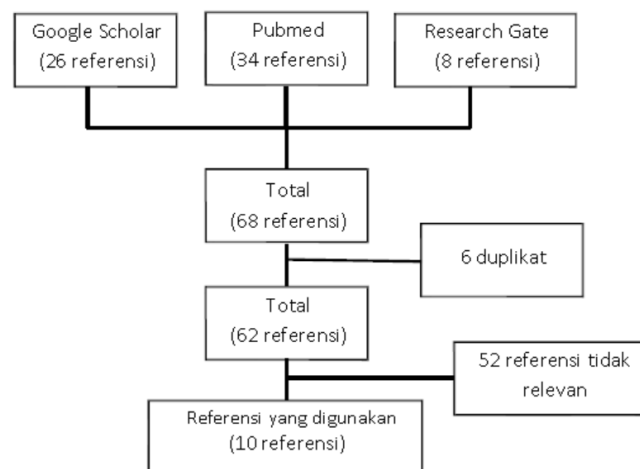 Google Scholar
(26 referensi)
Pubmed
(34 referensi)
Research Gate
(8 referensi)
Total
(68 referensi)
6 duplikat
Total
(62 referensi)
52 referensi tidak
relevan
Referensi yang digunakan
(10 referensi)